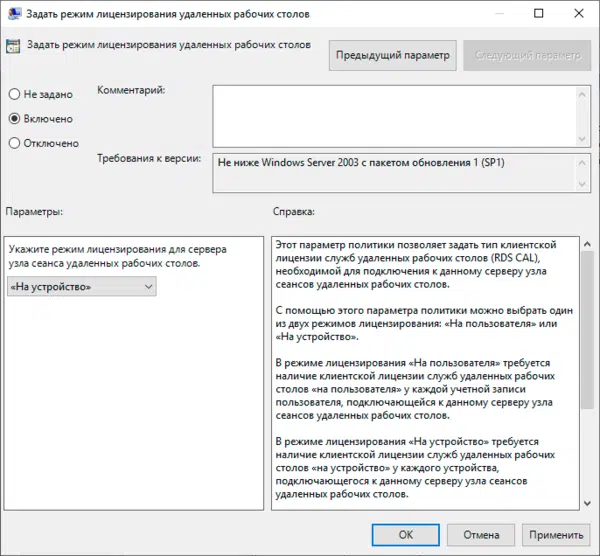 Задать режим лицензирования удаленных рабочих столов
Задать режим лицензирования удаленных рабочих столов
Предыдущий параметр
Следующий параметр
Не задано
Включено
Отключено
Комментарий:
Требования к версии:
Не ниже Windows Server 2003 с пакетом обновления 1 (SP1)
Параметры:
Справка:
Укажите режим лицензирования для сервера
узла сеанса удаленных рабочих столов.
«На устройство»
Этот параметр политики позволяет задать тип клиентской
лицензии служб удаленных рабочих столов (RDS CAL),
необходимой для подключения к данному серверу узла
сеансов удаленных рабочих столов.
С помощью этого параметра политики можно выбрать один
из двух режимов лицензирования: «На пользователя» или
«На устройство».
В режиме лицензирования «На пользователя» требуется
наличие клиентской лицензии служб удаленных рабочих
столов «на пользователя» у каждой учетной записи
пользователя, подключающейся к данному серверу узла
сеансов удаленных рабочих столов.
В режиме лицензирования «На устройство» требуется
наличие клиентской лицензии служб удаленных рабочих
столов «на устройство» у каждого устройства,
подключающегося к данному серверу узла сеансов
удаленных рабочих столов.
ОК
Отмена
Применить